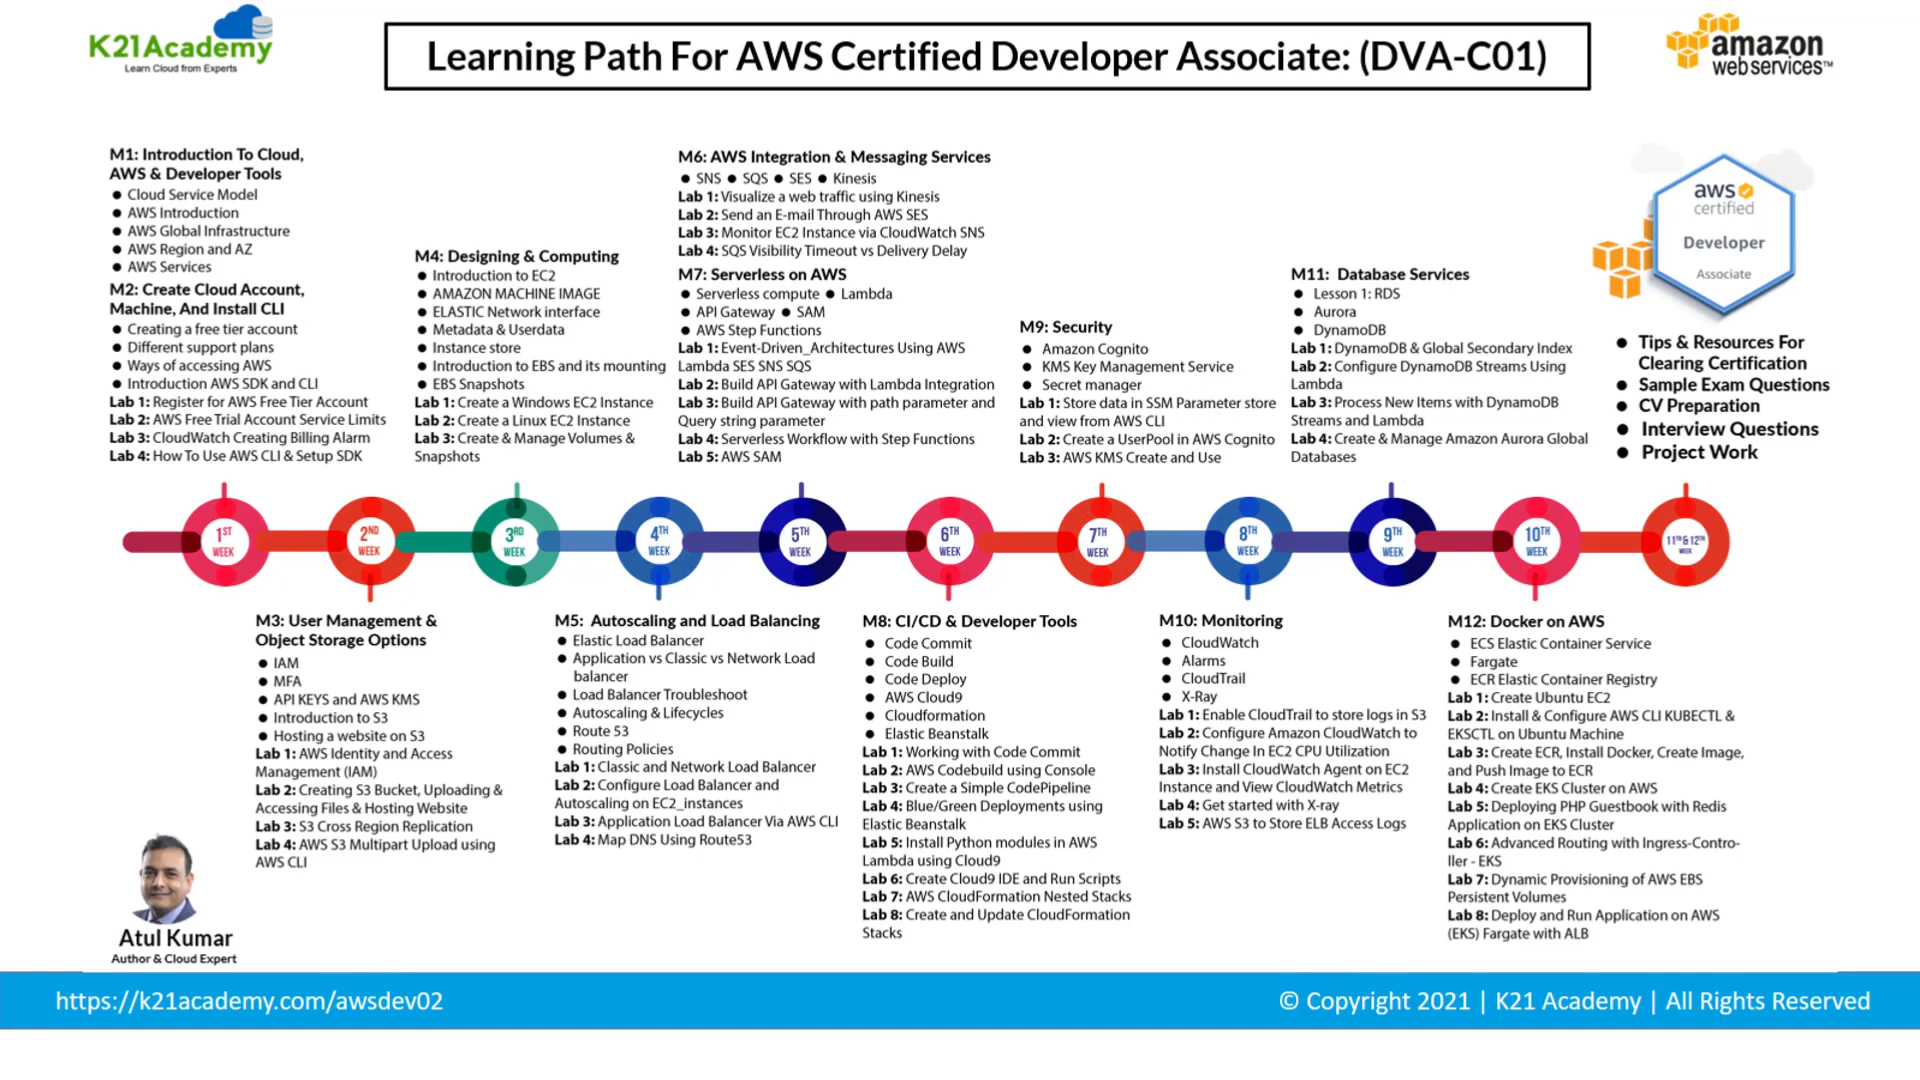 K21Academy
Learn Cloud from Experts
Learning Path For AWS Certified Developer Associate: (DVA-C01)
amazon
web services™
M1: Introduction To Cloud,
AWS & Developer Tools
● Cloud Service Model
● AWS Introduction
● AWS Global Infrastructure
● AWS Region and AZ
● AWS Services
M2: Create Cloud Account,
Machine, And Install CLI
● Creating a free tier account
● Different support plans
● Ways of accessing AWS
● Introduction AWS SDK and CLI
Lab 1: Register for AWS Free Tier Account
Lab 2: AWS Free Trial Account Service Limits
Lab 3: CloudWatch Creating Billing Alarm
Lab 4: How To Use AWS CLI & Setup SDK
M4: Designing & Computing
● Introduction to EC2
● AMAZON MACHINE IMAGE
● ELASTIC Network interface
● Metadata & Userdata
● Instance store
● Introduction to EBS and its mounting
● EBS Snapshots
Lab 1: Create a Windows EC2 Instance
Lab 2: Create a Linux EC2 Instance
Lab 3: Create & Manage Volumes &
Snapshots
M6: AWS Integration & Messaging Services
● SNS ● SQS ● SES ● Kinesis
Lab 1: Visualize a web traffic using Kinesis
Lab 2: Send an E-mail Through AWS SES
Lab 3: Monitor EC2 Instance via CloudWatch SNS
Lab 4: SQS Visibility Timeout vs Delivery Delay
M7: Serverless on AWS
● Serverless compute ● Lambda
● API Gateway ● SAM
● AWS Step Functions
Lab 1: Event-Driven_Architectures Using AWS
Lambda SES SNS SQS
Lab 2: Build API Gateway with Lambda Integration
Lab 3: Build API Gateway with path parameter and
Query string parameter
Lab 4: Serverless Workflow with Step Functions
Lab 5: AWS SAM
M9: Security
● Amazon Cognito
● KMS Key Management Service
● Secret manager
Lab 1: Store data in SSM Parameter store
and view from AWS CLI
Lab 2: Create a UserPool in AWS Cognito
Lab 3: AWS KMS Create and Use
M11: Database Services
● Lesson 1: RDS
● Aurora
● DynamoDB
Lab 1: DynamoDB & Global Secondary Index
Lab 2: Configure DynamoDB Streams Using
Lambda
Lab 3: Process New Items with DynamoDB
Streams and Lambda
Lab 4: Create & Manage Amazon Aurora Global
Databases
aws
certified
Developer
Associate
● Tips & Resources For
Clearing Certification
● Sample Exam Questions
● CV Preparation
● Interview Questions
● Project Work
1ST
WEEK
2ND
WEEK
3RD
WEEK
4TH
WEEK
5TH
WEEK
6TH
WEEK
7TH
WEEK
8TH
WEEK
9TH
WEEK
10TH
WEEK
11TH & 12TH
WEEK
M3: User Management &
Object Storage Options
● IAM
● MFA
● API KEYS and AWS KMS
● Introduction to S3
● Hosting a website on S3
Lab 1: AWS Identity and Access
Management (IAM)
Lab 2: Creating S3 Bucket, Uploading &
Accessing Files & Hosting Website
Lab 3: S3 Cross Region Replication
Lab 4: AWS S3 Multipart Upload using
AWS CLI
M5: Autoscaling and Load Balancing
● Elastic Load Balancer
● Application vs Classic vs Network Load
balancer
● Load Balancer Troubleshoot
● Autoscaling & Lifecycles
● Route 53
● Routing Policies
Lab 1: Classic and Network Load Balancer
Lab 2: Configure Load Balancer and
Autoscaling on EC2_instances
Lab 3: Application Load Balancer Via AWS CLI
Lab 4: Map DNS Using Route53
M8: CI/CD & Developer Tools
● Code Commit
● Code Build
● Code Deploy
● AWS Cloud9
● Cloudformation
● Elastic Beanstalk
Lab 1: Working with Code Commit
Lab 2: AWS Codebuild using Console
Lab 3: Create a Simple CodePipeline
Lab 4: Blue/Green Deployments using
Elastic Beanstalk
Lab 5: Install Python modules in AWS
Lambda using Cloud9
Lab 6: Create Cloud9 IDE and Run Scripts
Lab 7: AWS CloudFormation Nested Stacks
Lab 8: Create and Update CloudFormation
Stacks
M10: Monitoring
● CloudWatch
● Alarms
● CloudTrail
● X-Ray
Lab 1: Enable CloudTrail to store logs in S3
Lab 2: Configure Amazon CloudWatch to
Notify Change In EC2 CPU Utilization
Lab 3: Install CloudWatch Agent on EC2
Instance and View CloudWatch Metrics
Lab 4: Get started with X-ray
Lab 5: AWS S3 to Store ELB Access Logs
M12: Docker on AWS
● ECS Elastic Container Service
● Fargate
● ECR Elastic Container Registry
Lab 1: Create Ubuntu EC2
Lab 2: Install & Configure AWS CLI KUBECTL &
EKSCTL on Ubuntu Machine
Lab 3: Create ECR, Install Docker, Create Image,
and Push Image to ECR
Lab 4: Create EKS Cluster on AWS
Lab 5: Deploying PHP Guestbook with Redis
Application on EKS Cluster
Lab 6: Advanced Routing with Ingress-Contro-
ller - EKS
Lab 7: Dynamic Provisioning of AWS EBS
Persistent Volumes
Lab 8: Deploy and Run Application on AWS
(EKS) Fargate with ALB
Atul Kumar
Author & Cloud Expert
https://k21academy.com/awsdev02
© Copyright 2021 | K21 Academy | All Rights Reserved